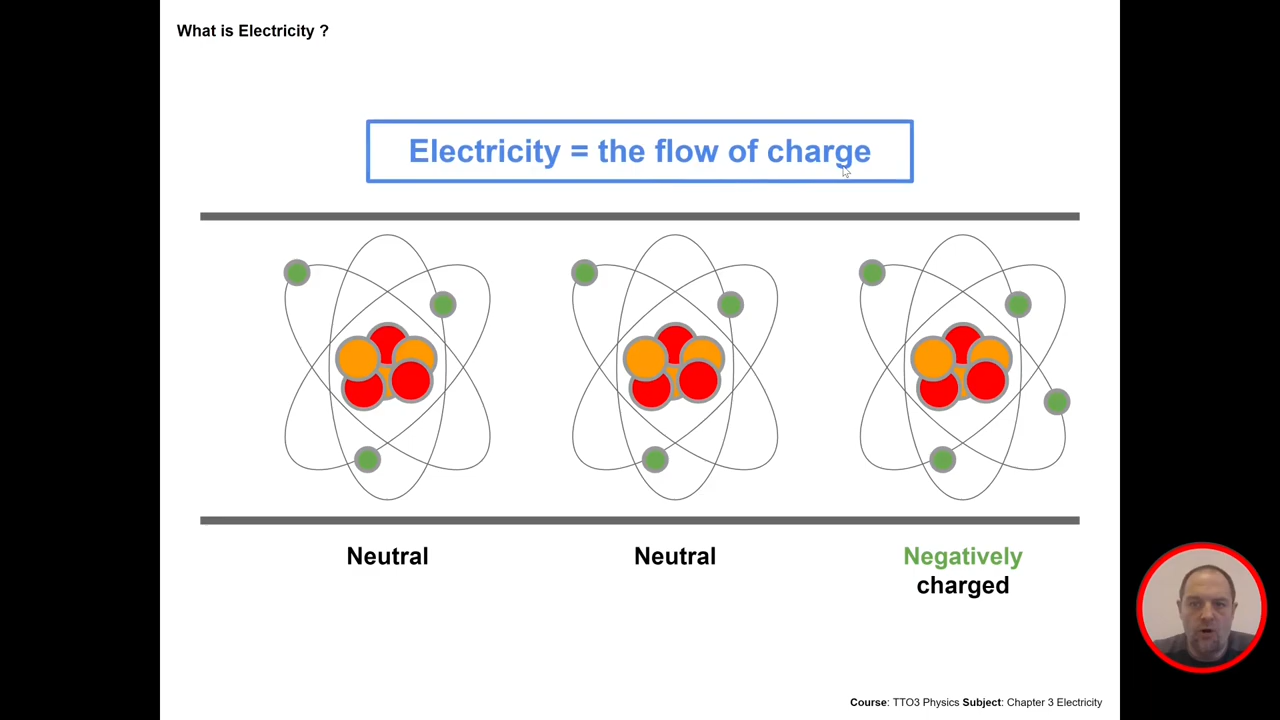 What is Electricity ?
Electricity = the flow of charge
Neutral
Neutral
Negatively
charged
Course: TTO3 Physics Subject: Chapter 3 Electricity